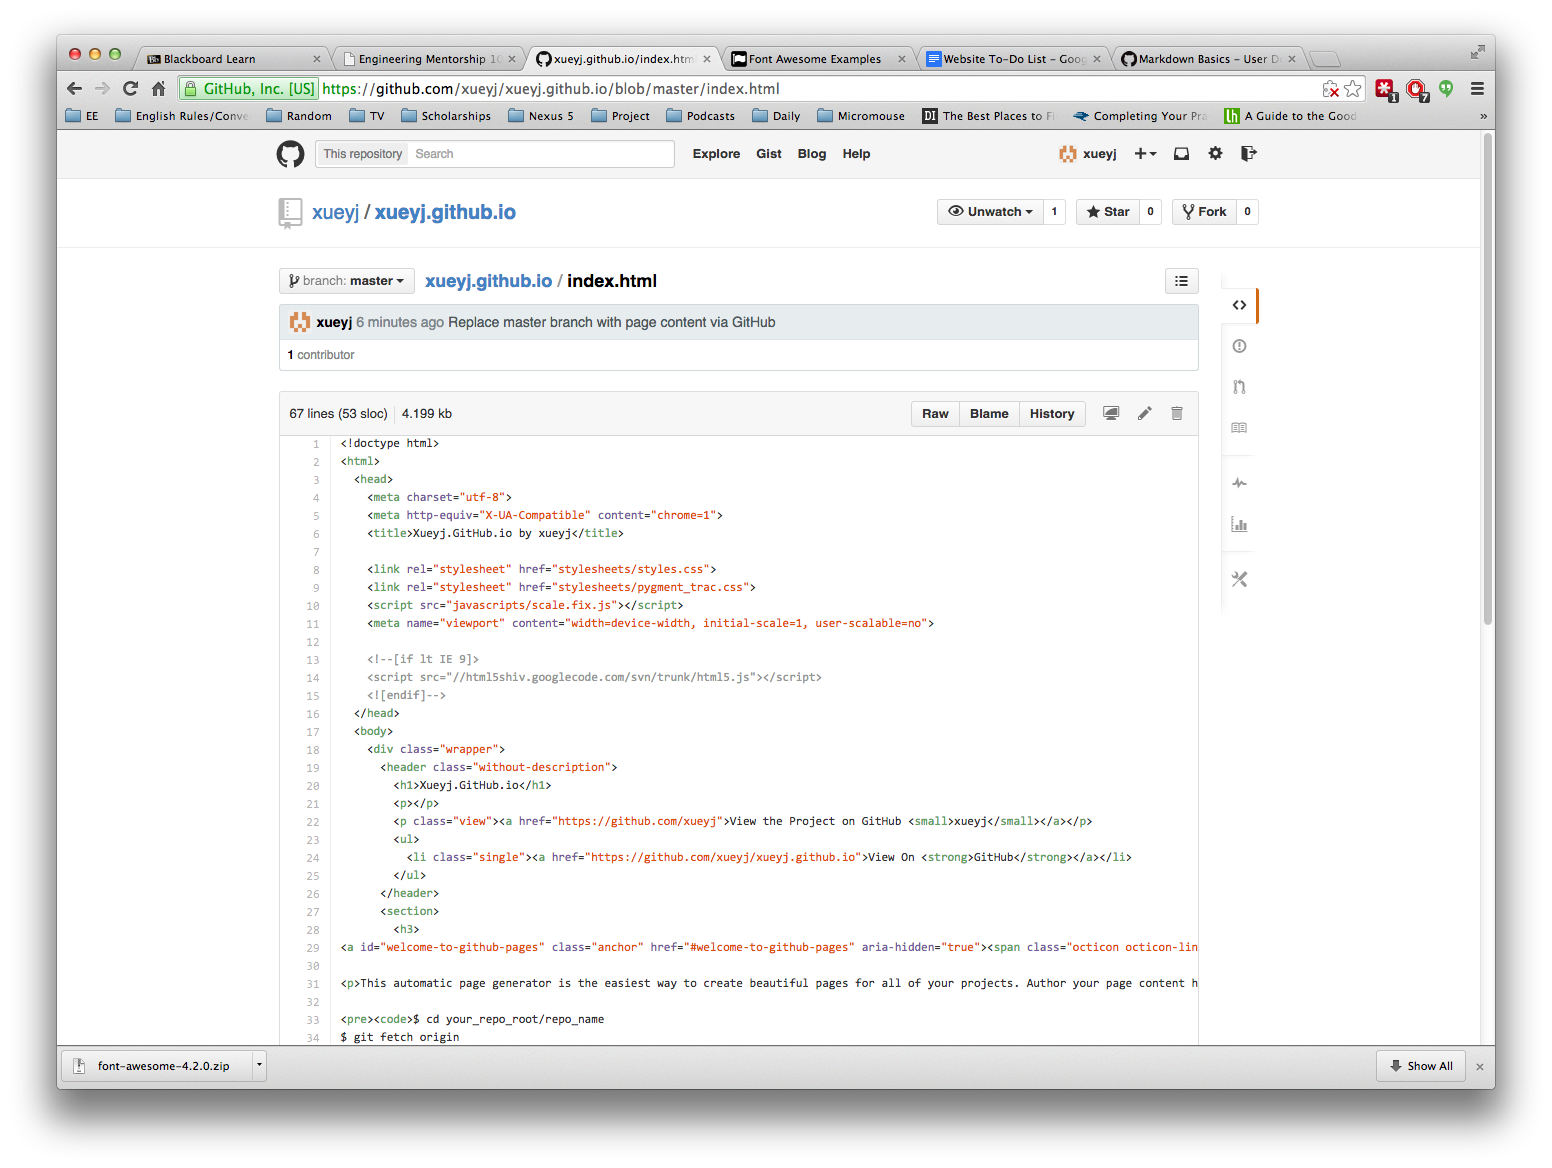 Blackboard Learn
Engineering Mentorship 10
xueyj.github.io/index.htm
Font Awesome Examples
Website To-Do List – Goog
Markdown Basics – User D
GitHub, Inc. [US] https://github.com/xueyj/xueyj.github.io/blob/master/index.html
1
7
EE English Rules/Conve Random TV Scholarships Nexus 5 Project Podcasts Daily Micromouse DI The Best Places to Fi Completing Your Pra lh A Guide to the Good »
This repository Search Explore Gist Blog Help xueyj
xueyj / xueyj.github.io Unwatch 1 Star 0 Fork 0
branch: master xueyj.github.io / index.html
xueyj 6 minutes ago Replace master branch with page content via GitHub
1 contributor
67 lines (53 sloc) 4.199 kb Raw Blame History
1 <!doctype html>
2 <html>
3 <head>
4 <meta charset="utf-8">
5 <meta http-equiv="X-UA-Compatible" content="chrome=1">
6 <title>Xueyj.GitHub.io by xueyj</title>
7
8 <link rel="stylesheet" href="stylesheets/styles.css">
9 <link rel="stylesheet" href="stylesheets/pygment_trac.css">
10 <script src="javascripts/scale.fix.js"></script>
11 <meta name="viewport" content="width=device-width, initial-scale=1, user-scalable=no">
12
13 <!--[if lt IE 9]>
14 <script src="//html5shiv.googlecode.com/svn/trunk/html5.js"></script>
15 <![endif]-->
16 </head>
17 <body>
18 <div class="wrapper">
19 <header class="without-description">
20 <h1>Xueyj.GitHub.io</h1>
21 <p></p>
22 <p class="view"><a href="https://github.com/xueyj">View the Project on GitHub <small>xueyj</small></a></p>
23 <ul>
24 <li class="single"><a href="https://github.com/xueyj/xueyj.github.io">View On <strong>GitHub</strong></a></li>
25 </ul>
26 </header>
27 <section>
28 <h3>
29 <a id="welcome-to-github-pages" class="anchor" href="#welcome-to-github-pages" aria-hidden="true"><span class="octicon octicon-lin
30
31 <p>This automatic page generator is the easiest way to create beautiful pages for all of your projects. Author your page content h
32
33 <pre><code>$ cd your_repo_root/repo_name
34 $ git fetch origin
font-awesome-4.2.0.zip Show All